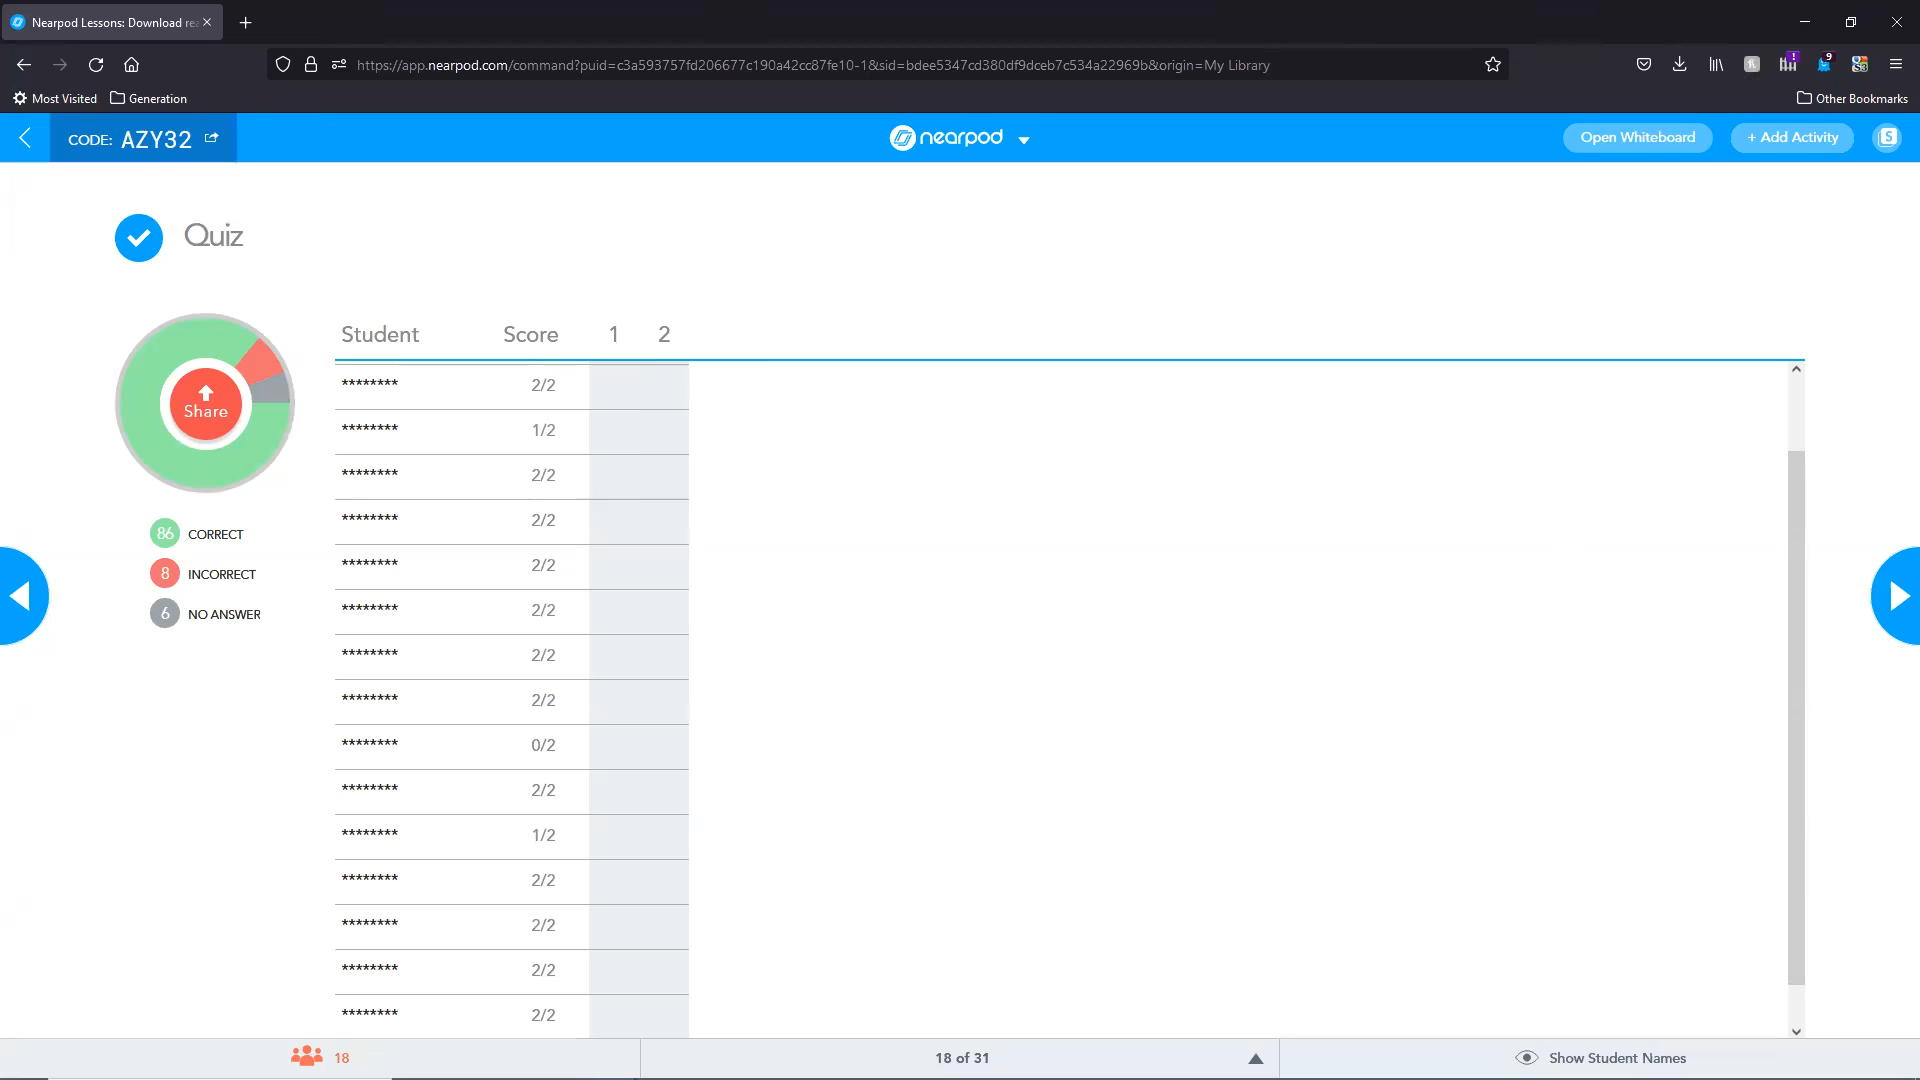 Nearpod Lessons: Download rea
https://app.nearpod.com/command?puid=c3a593757fd206677c190a42cc87fe10-1&sid=bdee5347cd380df9dceb7c534a22969b&origin=My Library
1
9
Most Visited
Generation
Other Bookmarks
CODE: AZY32
nearpod
Open Whiteboard
+ Add Activity
S
Quiz
Student Score 1 2
******** 2/2
******** 1/2
******** 2/2
******** 2/2
******** 2/2
******** 2/2
******** 2/2
******** 2/2
******** 0/2
******** 2/2
******** 1/2
******** 2/2
******** 2/2
******** 2/2
******** 2/2
Share
86 CORRECT
8 INCORRECT
6 NO ANSWER
18
18 of 31
Show Student Names